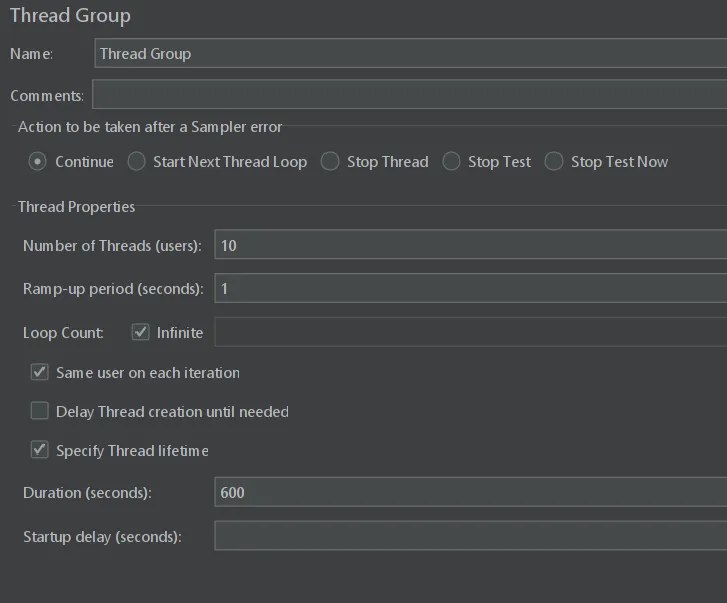 Thread Group
Name: Thread Group
Comments:
Action to be taken after a Sampler error
Continue Start Next Thread Loop Stop Thread Stop Test Stop Test Now
Thread Properties
Number of Threads (users): 10
Ramp-up period (seconds): 1
Loop Count: Infinite
Same user on each iteration
Delay Thread creation until needed
Specify Thread lifetime
Duration (seconds): 600
Startup delay (seconds):